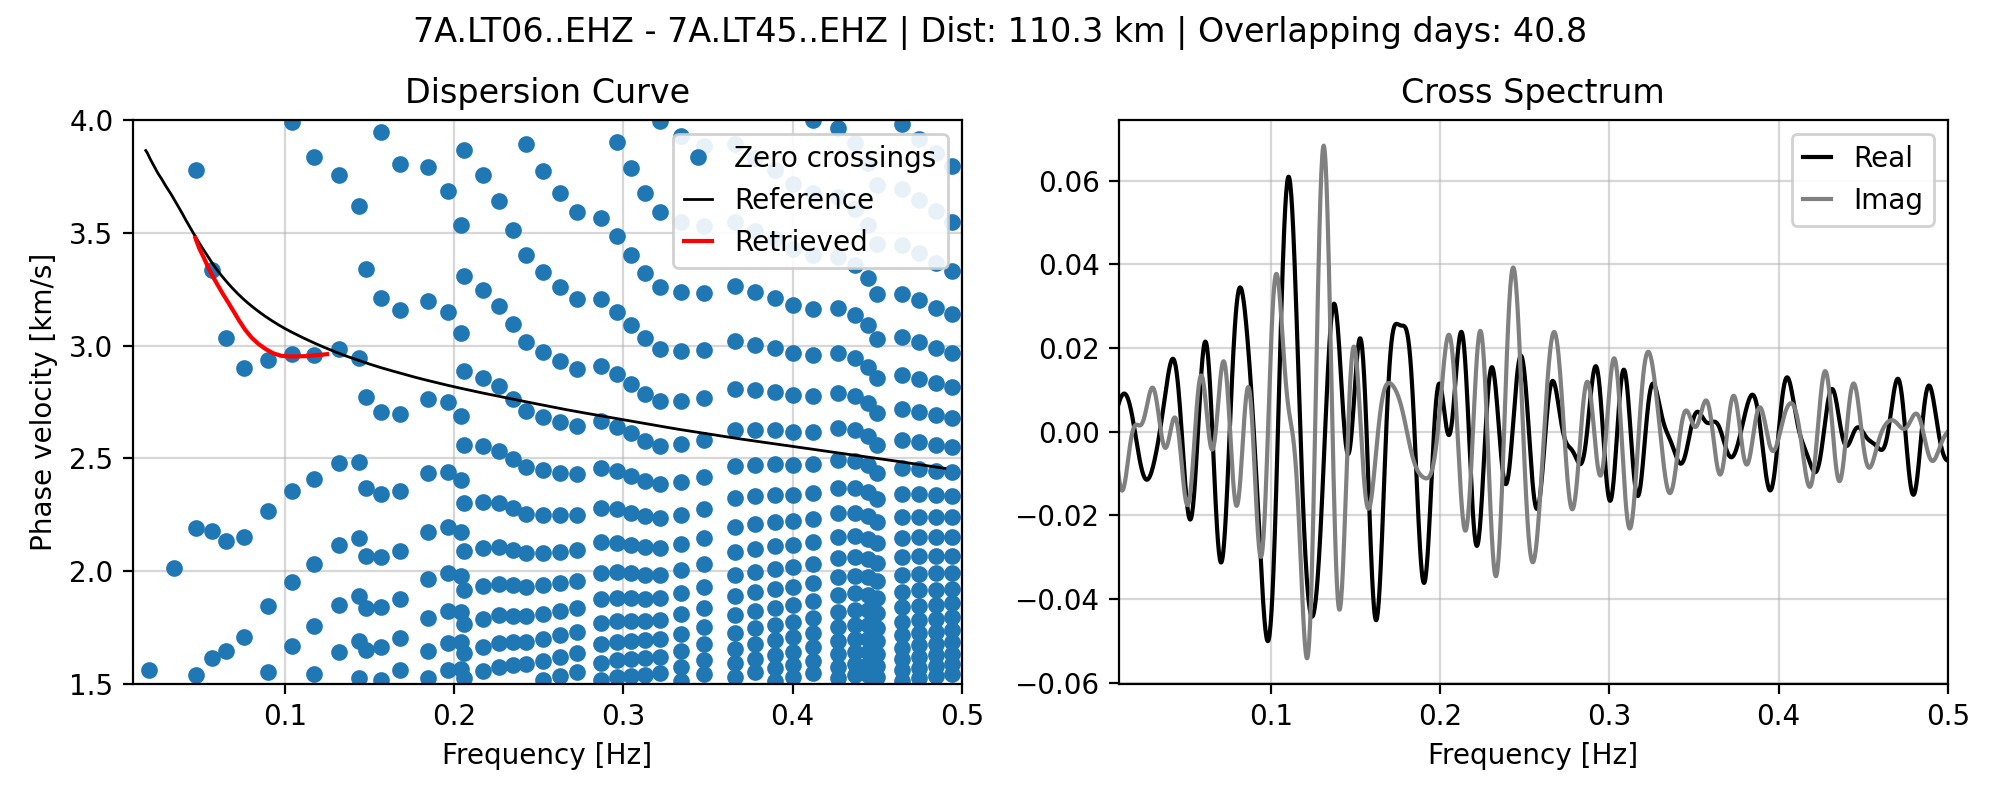 7A.LT06..EHZ - 7A.LT45..EHZ | Dist: 110.3 km | Overlapping days: 40.8
Dispersion Curve
Zero crossings
Reference
Retrieved
4.0
3.5
3.0
2.5
2.0
1.5
Phase velocity [km/s]
0.1
0.2
0.3
0.4
0.5
Frequency [Hz]
Cross Spectrum
Real
Imag
0.06
0.04
0.02
0.00
−0.02
−0.04
−0.06
0.1
0.2
0.3
0.4
0.5
Frequency [Hz]